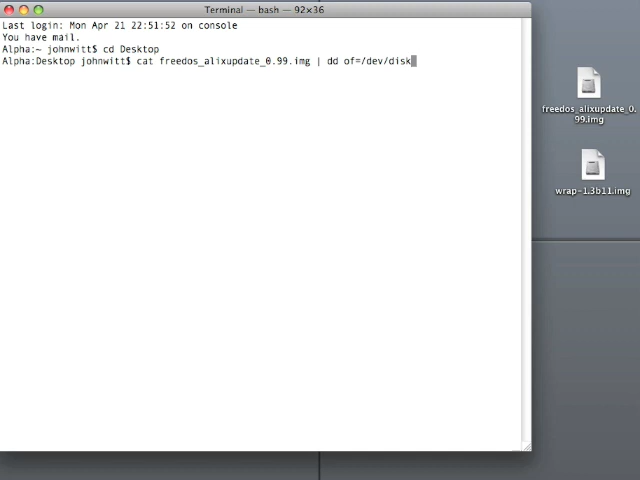 Terminal — bash — 92×36
Last login: Mon Apr 21 22:51:52 on console
You have mail.
Alpha:~ johnwitt$ cd Desktop
Alpha:Desktop johnwitt$ cat freedos_alixupdate_0.99.img | dd of=/dev/disk
freedos_alixupdate_0.
99.img
wrap-1.3b11.img